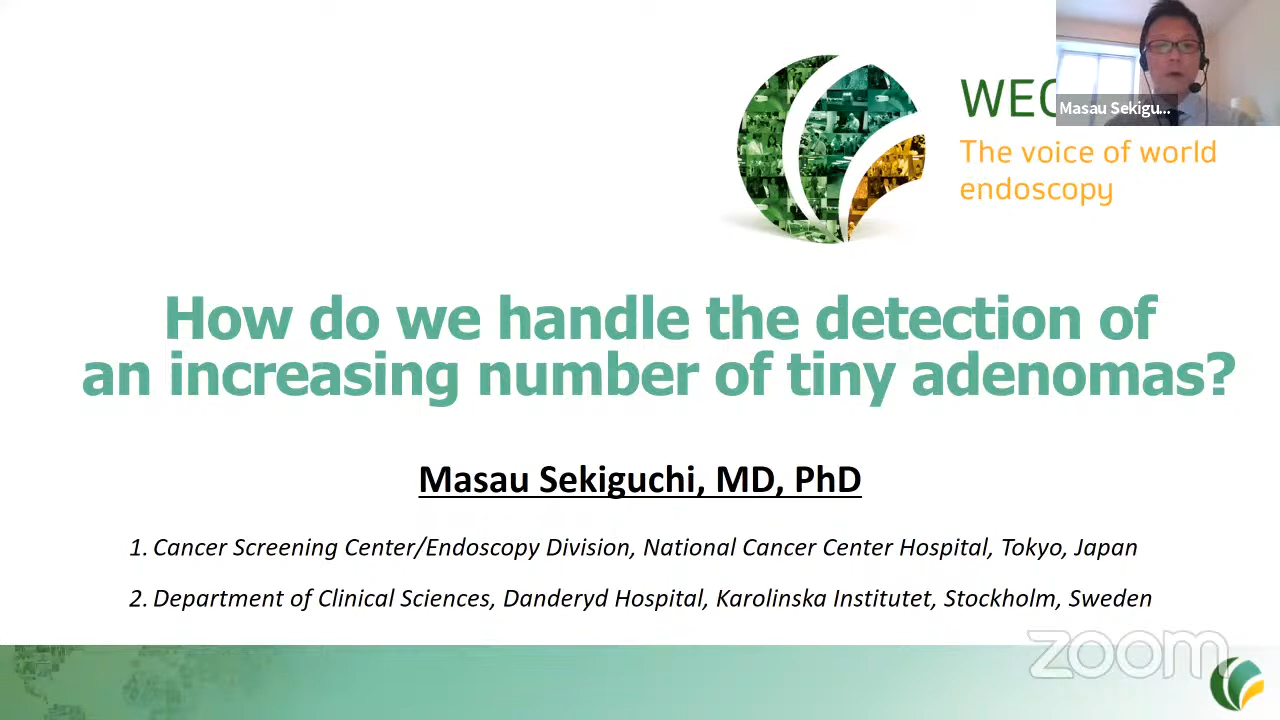 Masau Sekigu...
The voice of world
endoscopy
How do we handle the detection of
an increasing number of tiny adenomas?
Masau Sekiguchi, MD, PhD
1. Cancer Screening Center/Endoscopy Division, National Cancer Center Hospital, Tokyo, Japan
2. Department of Clinical Sciences, Danderyd Hospital, Karolinska Institutet, Stockholm, Sweden
zoom